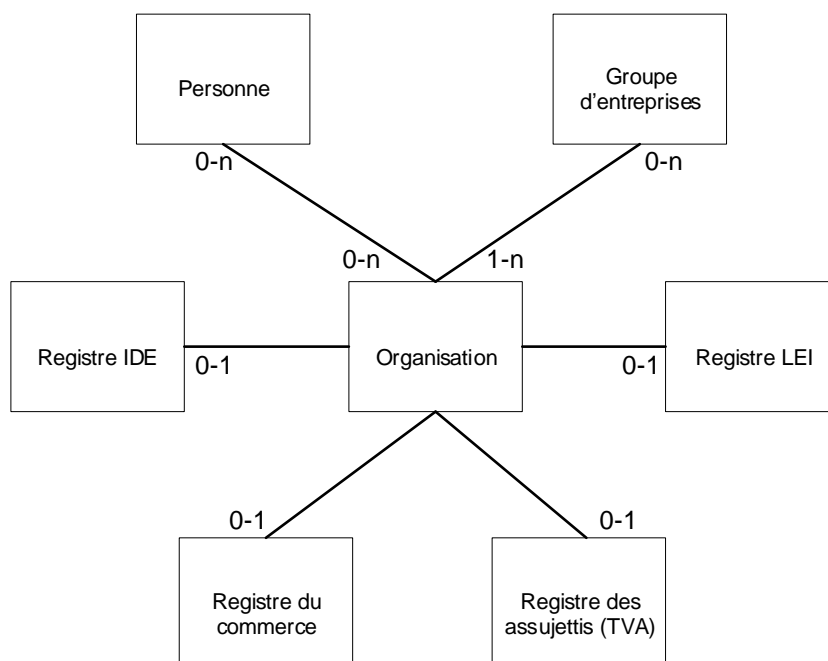 Personne
Groupe
d'entreprises
0-n
0-n
0-n
1-n
Registre IDE
0-1
Organisation
0-1
Registre LEI
0-1
0-1
Registre du
commerce
Registre des
assujettis (TVA)